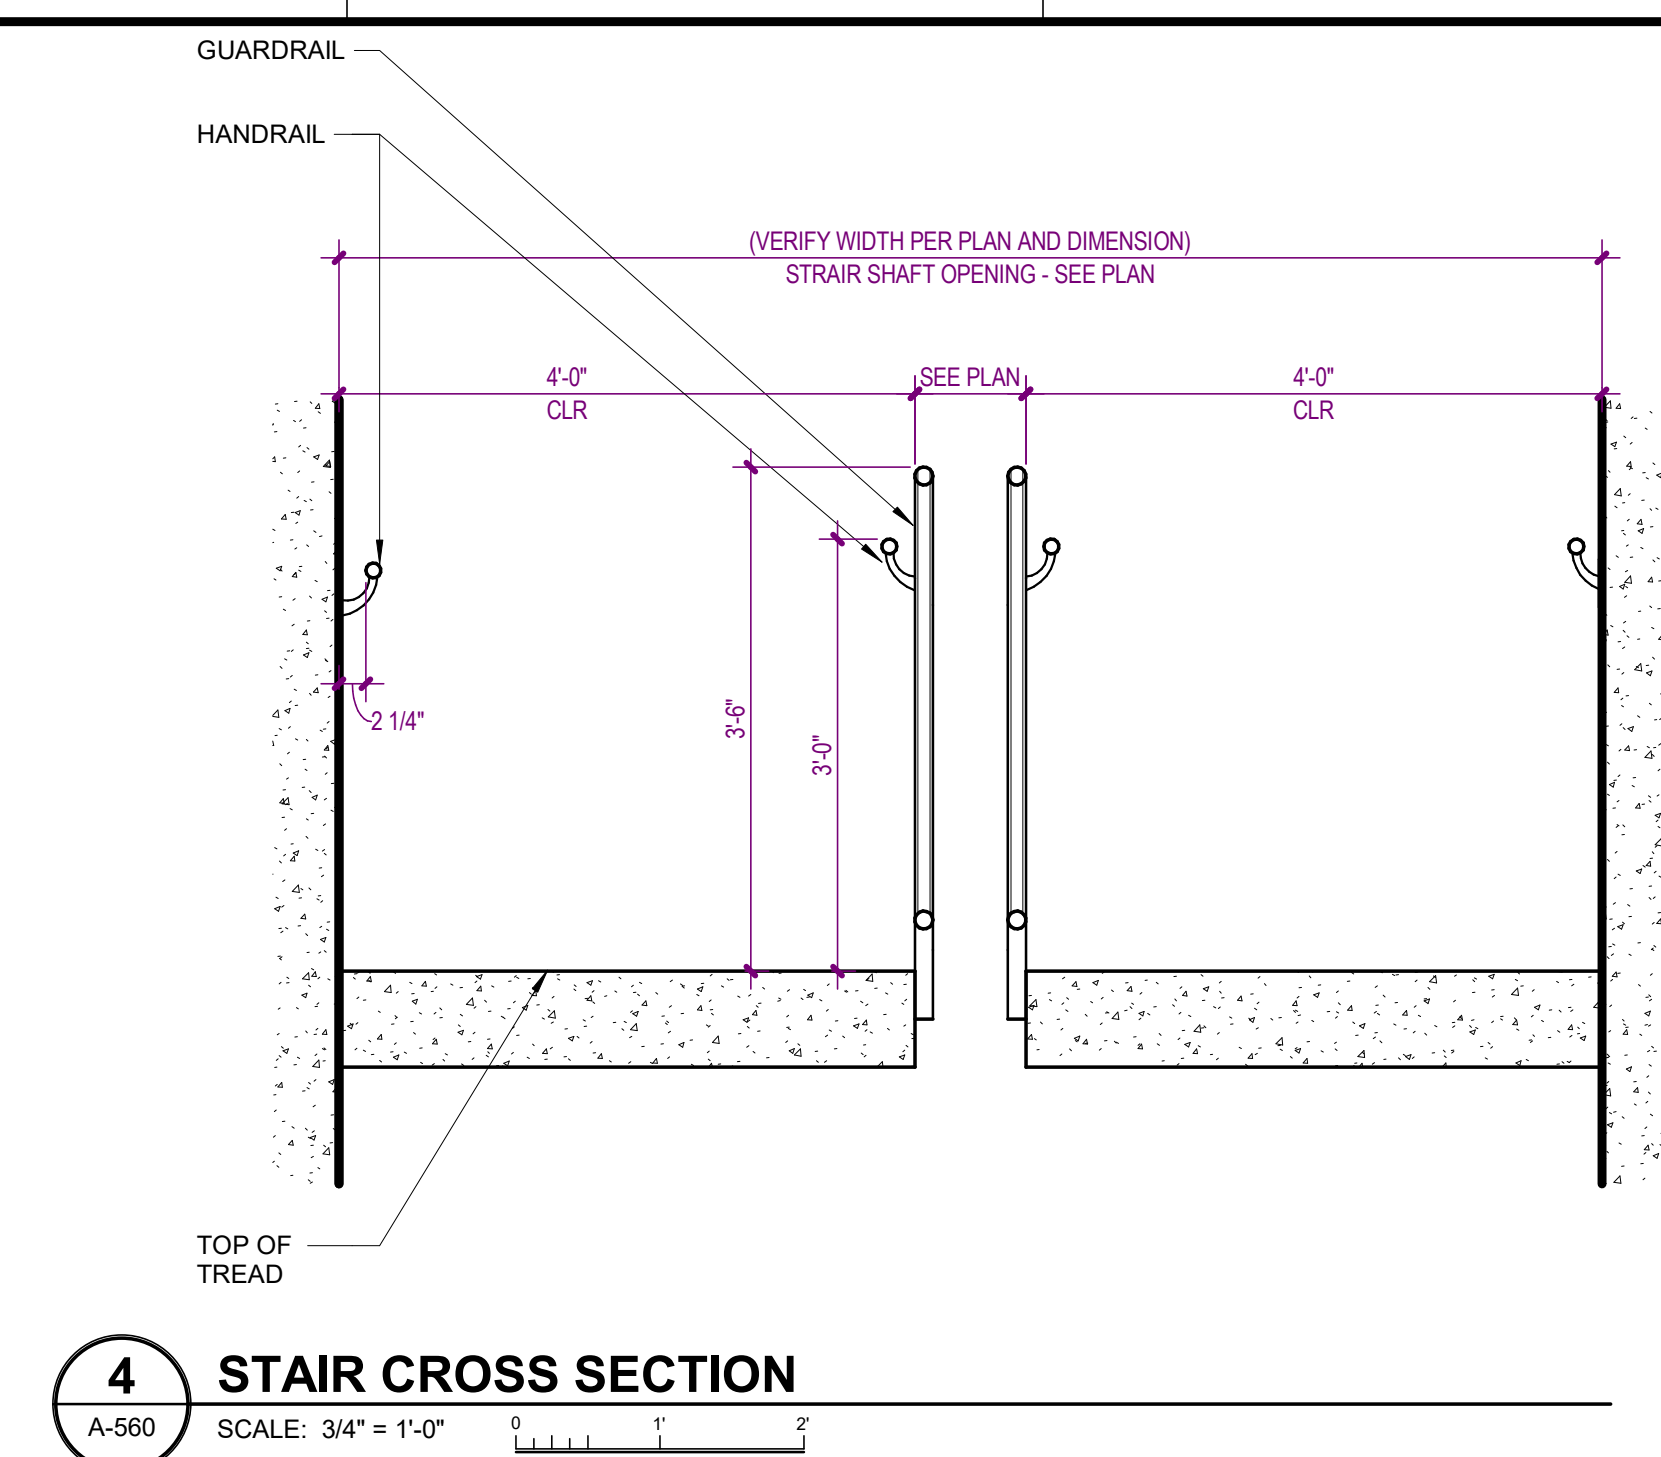 GUARDRAIL
HANDRAIL
(VERIFY WIDTH PER PLAN AND DIMENSION)
STRAIR SHAFT OPENING - SEE PLAN
4'-0"
CLR
SEE PLAN
4'-0"
CLR
2 1/4"
3'-6"
3'-0"
TOP OF
TREAD
4
A-560
STAIR CROSS SECTION
SCALE: 3/4" = 1'-0"
0 1' 2'